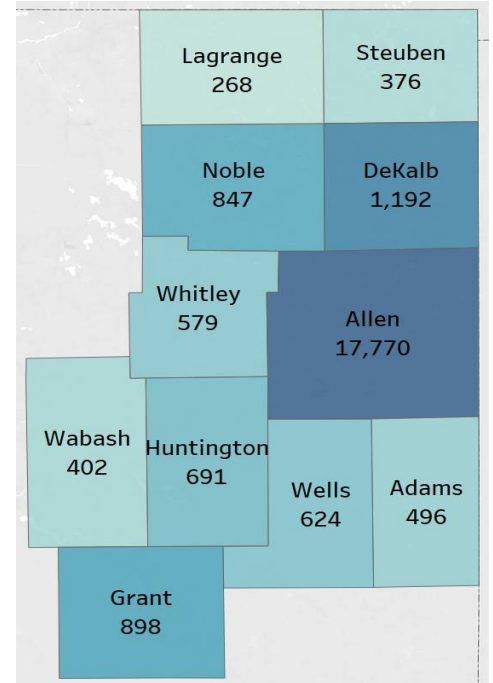 Lagrange
268
Steuben
376
Noble
847
DeKalb
1,192
Whitley
579
Allen
17,770
Wabash
402
Huntington
691
Wells
624
Adams
496
Grant
898